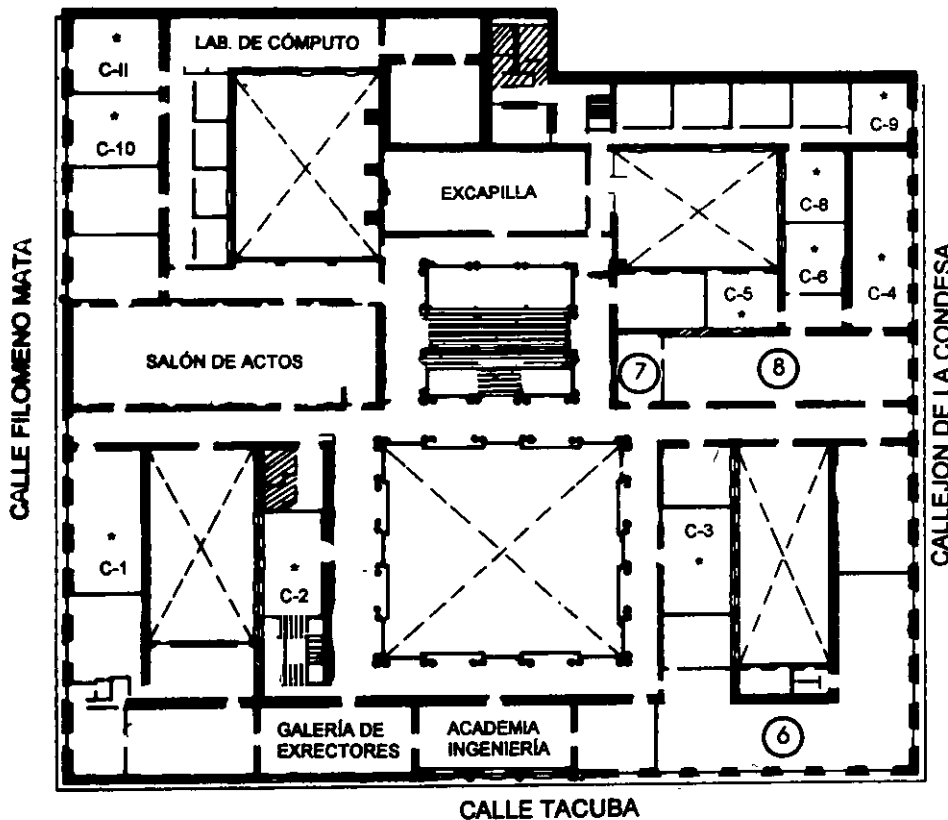 LAB. DE CÓMPUTO
*
C-II
*
C-10
*
C-9
EXCAPILLA
*
C-8
*
C-6
*
C-4
C-5
*
SALÓN DE ACTOS
7
8
CALLE FILOMENO MATA
CALLEJÓN DE LA CONDESA
*
C-1
*
C-2
C-3
*
GALERÍA DE
EXRECTORES
ACADEMIA
INGENIERÍA
6
CALLE TACUBA